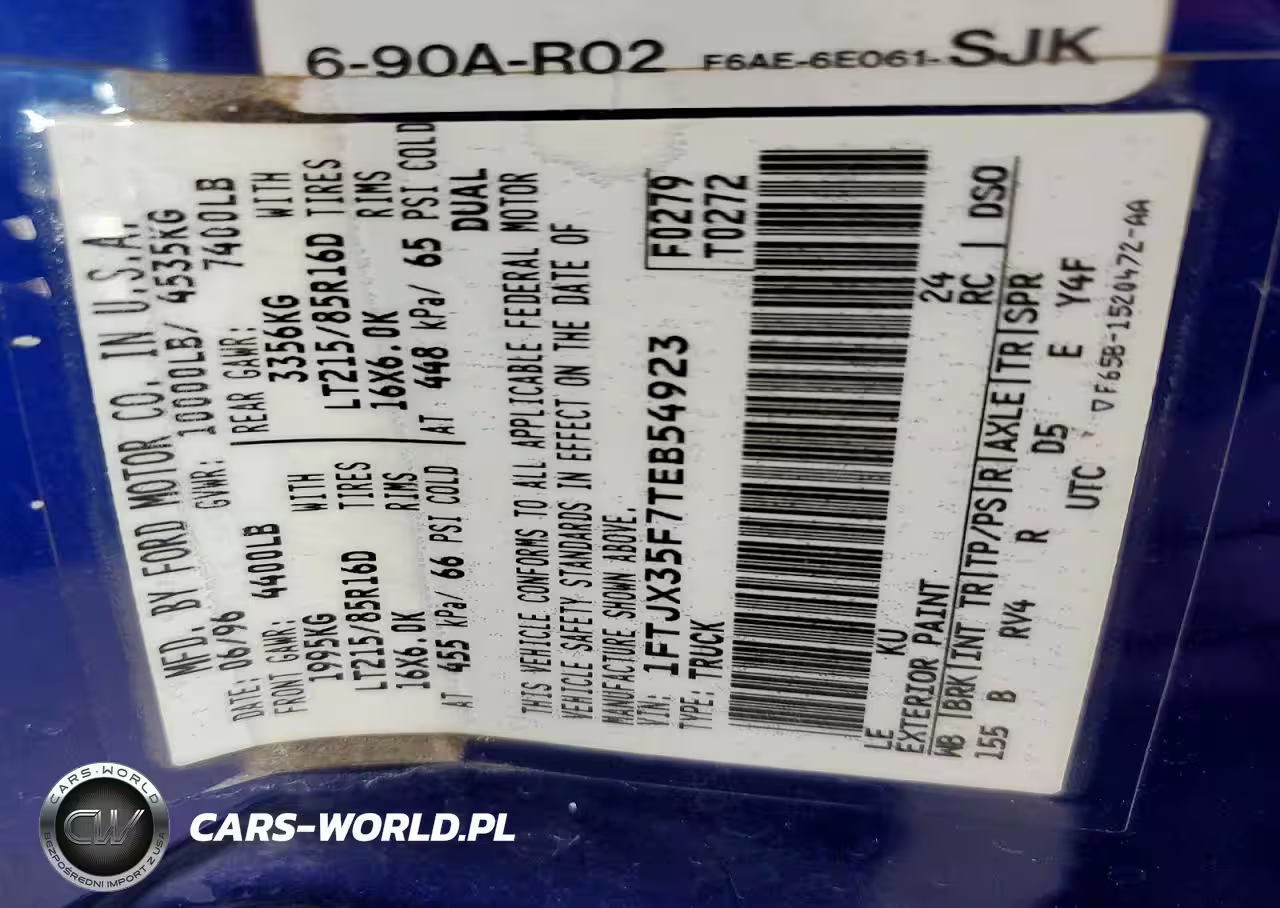 6-90A-R02 F6AE-6E061-SJK
MFD. BY FORD MOTOR CO. IN U.S.A.
DATE: 06/96 GVWR: 10000LB/ 4535KG
FRONT GAWR: 4400LB REAR GAWR: 7400LB
1995KG WITH 3356KG WITH
LT215/85R16D TIRES LT215/85R16D TIRES
16X6.0K RIMS 16X6.0K RIMS
AT 455 kPa/ 66 PSI COLD AT 448 kPa/ 65 PSI COLD
DUAL
THIS VEHICLE CONFORMS TO ALL APPLICABLE FEDERAL MOTOR
VEHICLE SAFETY STANDARDS IN EFFECT ON THE DATE OF
MANUFACTURE SHOWN ABOVE.
VIN: 1FTJX35F7TEB54923 F0279
TYPE: TRUCK T0272
LE KU
EXTERIOR PAINT 24
WB |BRK|INT TR|TP/PS|R|AXLE|TR|SPR RC | DSO
155 B RV4 R D5 E Y4F
UTC ▽F65B-1520472-AA
CARS-WORLD
CW
BEZPOŚREDNI IMPORT Z USA
CARS-WORLD.PL